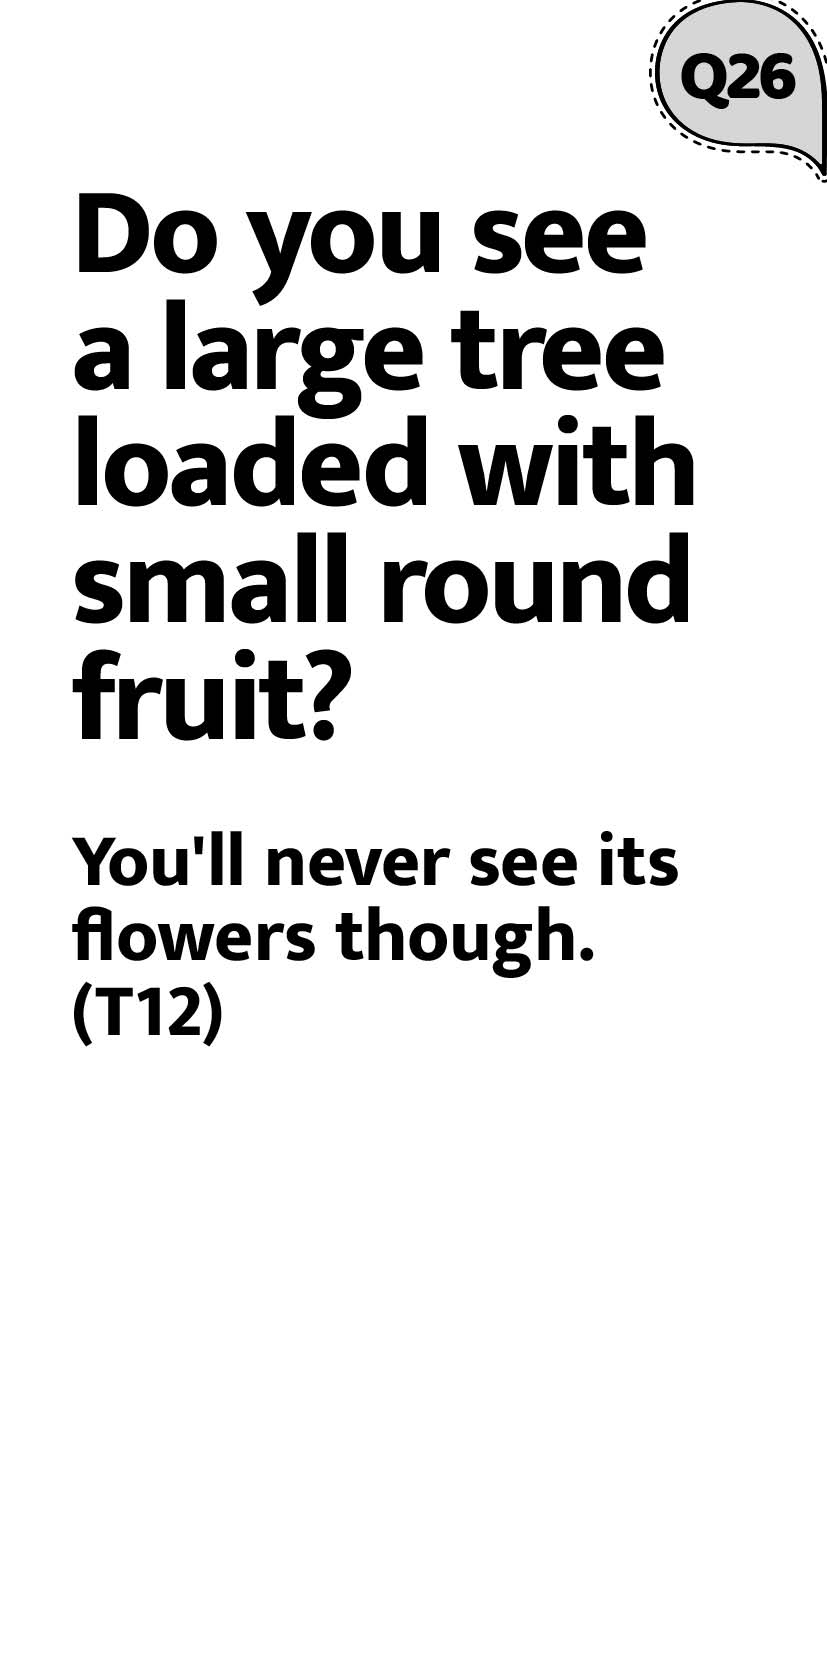 Q26
Do you see
a large tree
loaded with
small round
fruit?
You'll never see its
flowers though.
(T12)